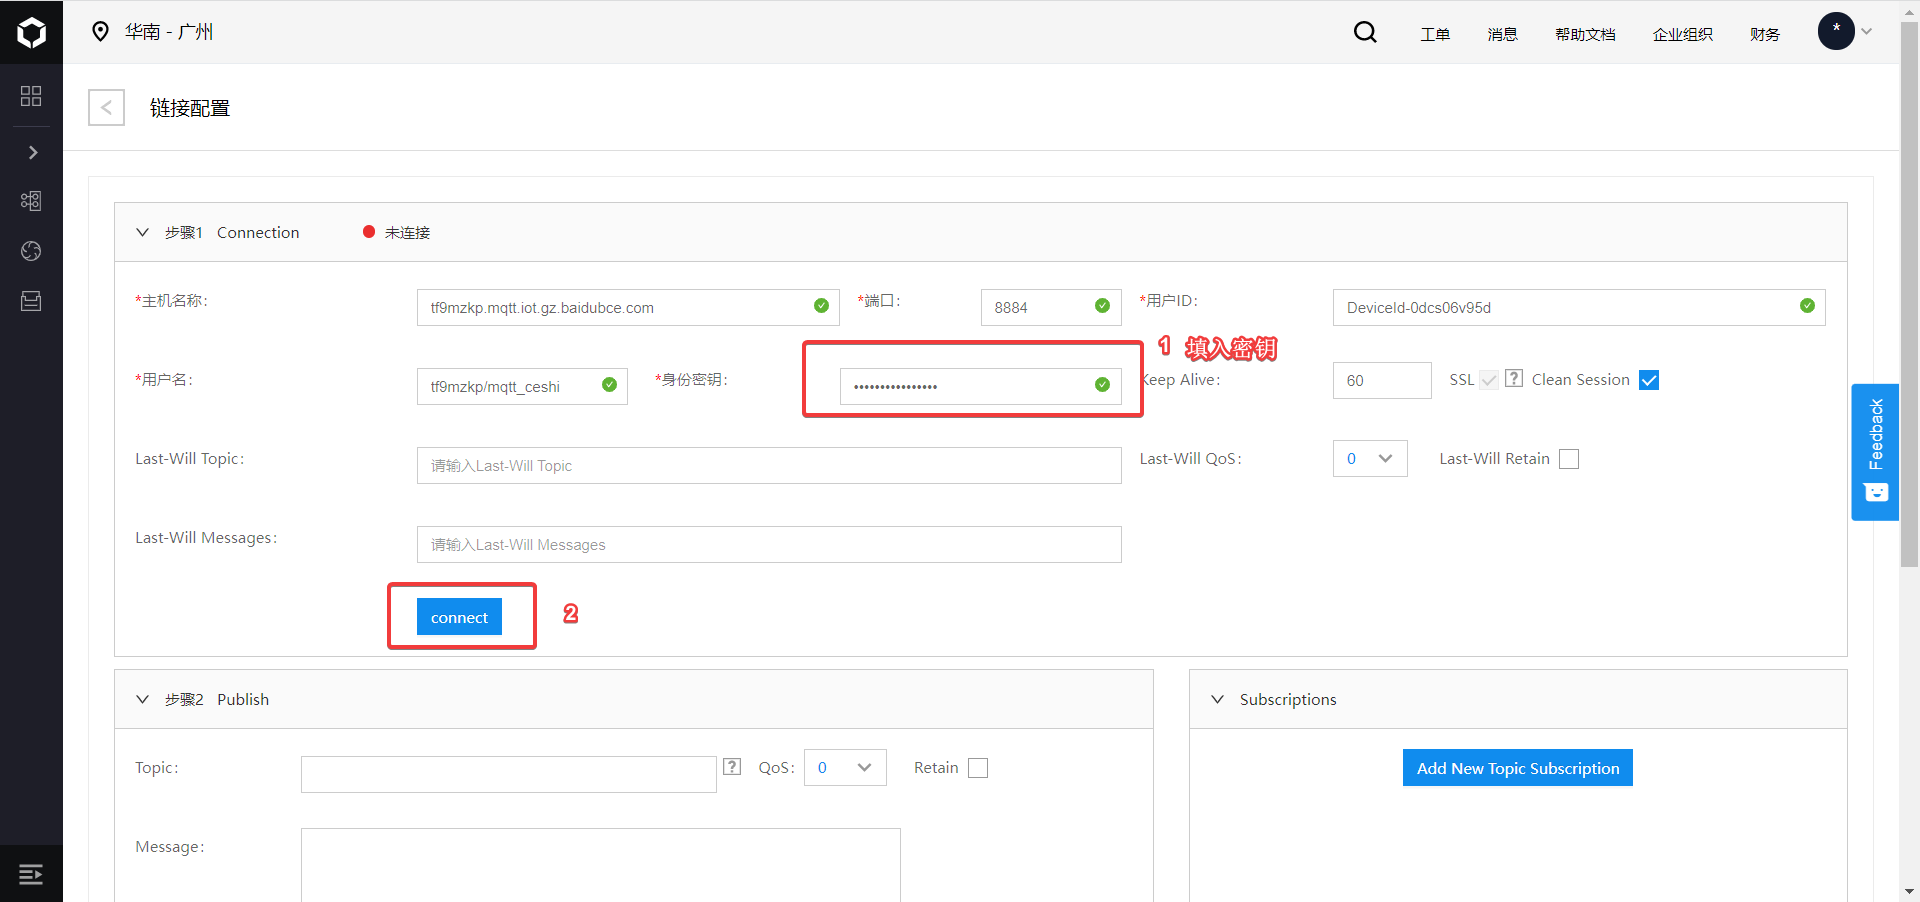 华南 - 广州
工单 消息 帮助文档 企业组织 财务 *
< 链接配置
步骤1 Connection 未连接
*主机名称: tf9mzkp.mqtt.iot.gz.baidubce.com *端口: 8884 *用户ID: DeviceId-0dcs06v95d
1 填入密钥
*用户名: tf9mzkp/mqtt_ceshi *身份密钥: •••••••••••••••• Keep Alive: 60 SSL ? Clean Session
Feedback
Last-Will Topic: 请输入Last-Will Topic Last-Will QoS: 0 Last-Will Retain
Last-Will Messages: 请输入Last-Will Messages
connect 2
步骤2 Publish
Subscriptions
Topic: ? QoS: 0 Retain
Add New Topic Subscription
Message: